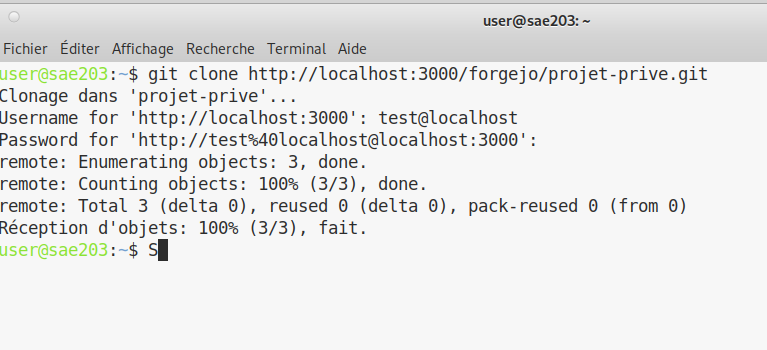 user@sae203: ~
Fichier Éditer Affichage Recherche Terminal Aide
user@sae203:~$ git clone http://localhost:3000/forgejo/projet-prive.git
Clonage dans 'projet-prive'...
Username for 'http://localhost:3000': test@localhost
Password for 'http://test%40localhost@localhost:3000':
remote: Enumerating objects: 3, done.
remote: Counting objects: 100% (3/3), done.
remote: Total 3 (delta 0), reused 0 (delta 0), pack-reused 0 (from 0)
Réception d'objets: 100% (3/3), fait.
user@sae203:~$ S